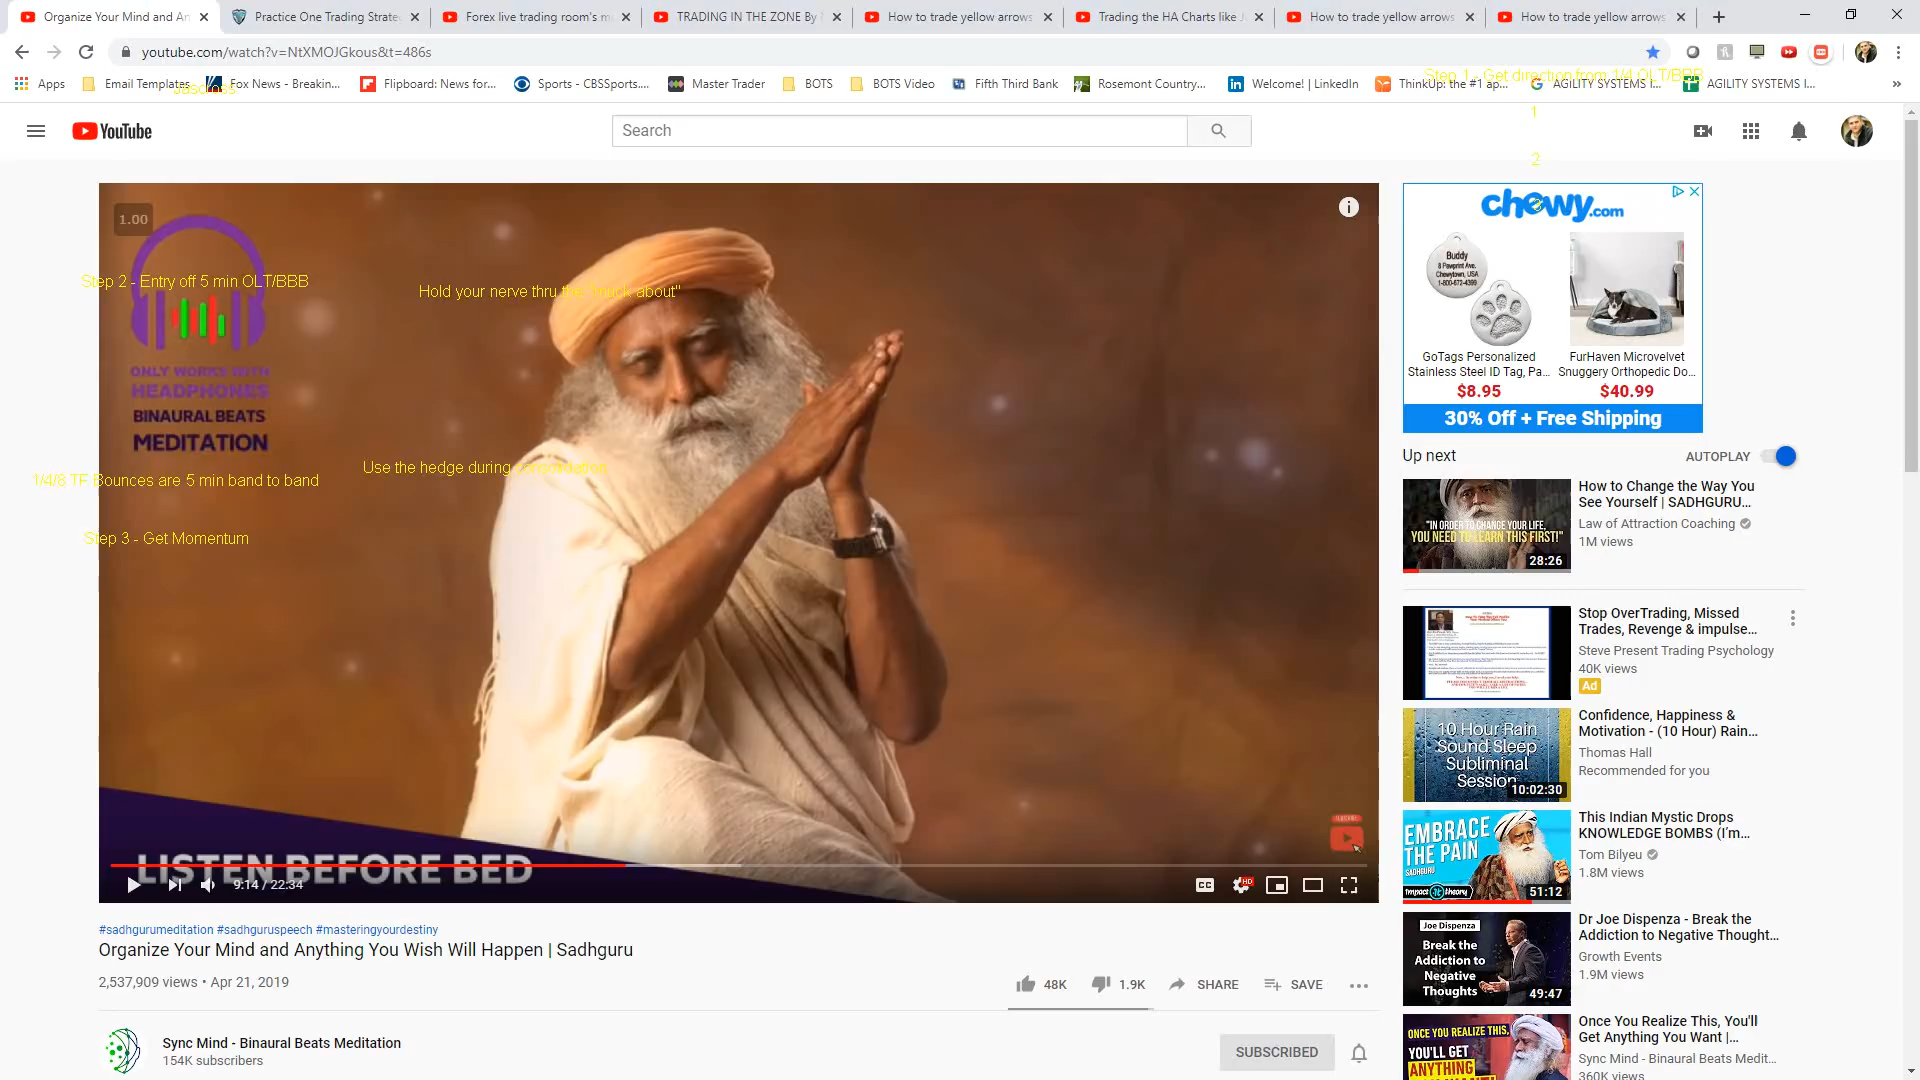 Organize Your Mind and An
Practice One Trading Strate
Forex live trading room's m
TRADING IN THE ZONE By
How to trade yellow arrows
Trading the HA Charts like J
How to trade yellow arrows
How to trade yellow arrows
youtube.com/watch?v=NtXMOJGkous&t=486s
Apps
Email Templates
Fox News - Breakin...
Flipboard: News for...
Sports - CBSSports....
Master Trader
BOTS
BOTS Video
Fifth Third Bank
Rosemont Country...
Welcome! | LinkedIn
ThinkUp: the #1 ap...
AGILITY SYSTEMS I...
AGILITY SYSTEMS I...
Step 1 - Get direction from 1/4 OLT/BBB
1
2
3
YouTube
Search
1.00
Step 2 - Entry off 5 min OLT/BBB
Hold your nerve thru the "muck about"
ONLY WORKS WITH
HEADPHONES
BINAURAL BEATS
MEDITATION
Use the hedge during consolidation
1/4/8 TF Bounces are 5 min band to band
Step 3 - Get Momentum
LISTEN BEFORE BED
9:14 / 22:34
CC
HD
#sadhgurumeditation #sadhguruspeech #masteringyourdestiny
Organize Your Mind and Anything You Wish Will Happen | Sadhguru
2,537,909 views • Apr 21, 2019
48K
1.9K
SHARE
SAVE
Sync Mind - Binaural Beats Meditation
154K subscribers
SUBSCRIBED
chewy.com
Buddy
8 Pawprint Ave.
Chewytown, USA
1-800-672-4399
GoTags Personalized
Stainless Steel ID Tag, Pa...
$8.95
FurHaven Microvelvet
Snuggery Orthopedic Do...
$40.99
30% Off + Free Shipping
Up next
AUTOPLAY
"IN ORDER TO CHANGE YOUR LIFE,
YOU NEED TO LEARN THIS FIRST!"
28:26
How to Change the Way You
See Yourself | SADHGURU...
Law of Attraction Coaching
1M views
Stop OverTrading, Missed
Trades, Revenge & impulse...
Steve Present Trading Psychology
40K views
Ad
10 Hour Rain
Sound Sleep
Subliminal
Session
10:02:30
Confidence, Happiness &
Motivation - (10 Hour) Rain...
Thomas Hall
Recommended for you
EMBRACE
THE PAIN
SADHGURU
impact theory
51:12
This Indian Mystic Drops
KNOWLEDGE BOMBS (I'm...
Tom Bilyeu
1.8M views
Joe Dispenza
Break the
Addiction to
Negative
Thoughts
49:47
Dr Joe Dispenza - Break the
Addiction to Negative Thought...
Growth Events
1.9M views
ONCE YOU REALIZE THIS,
YOU'LL GET
ANYTHING
Once You Realize This, You'll
Get Anything You Want |...
Sync Mind - Binaural Beats Medit...
360K views